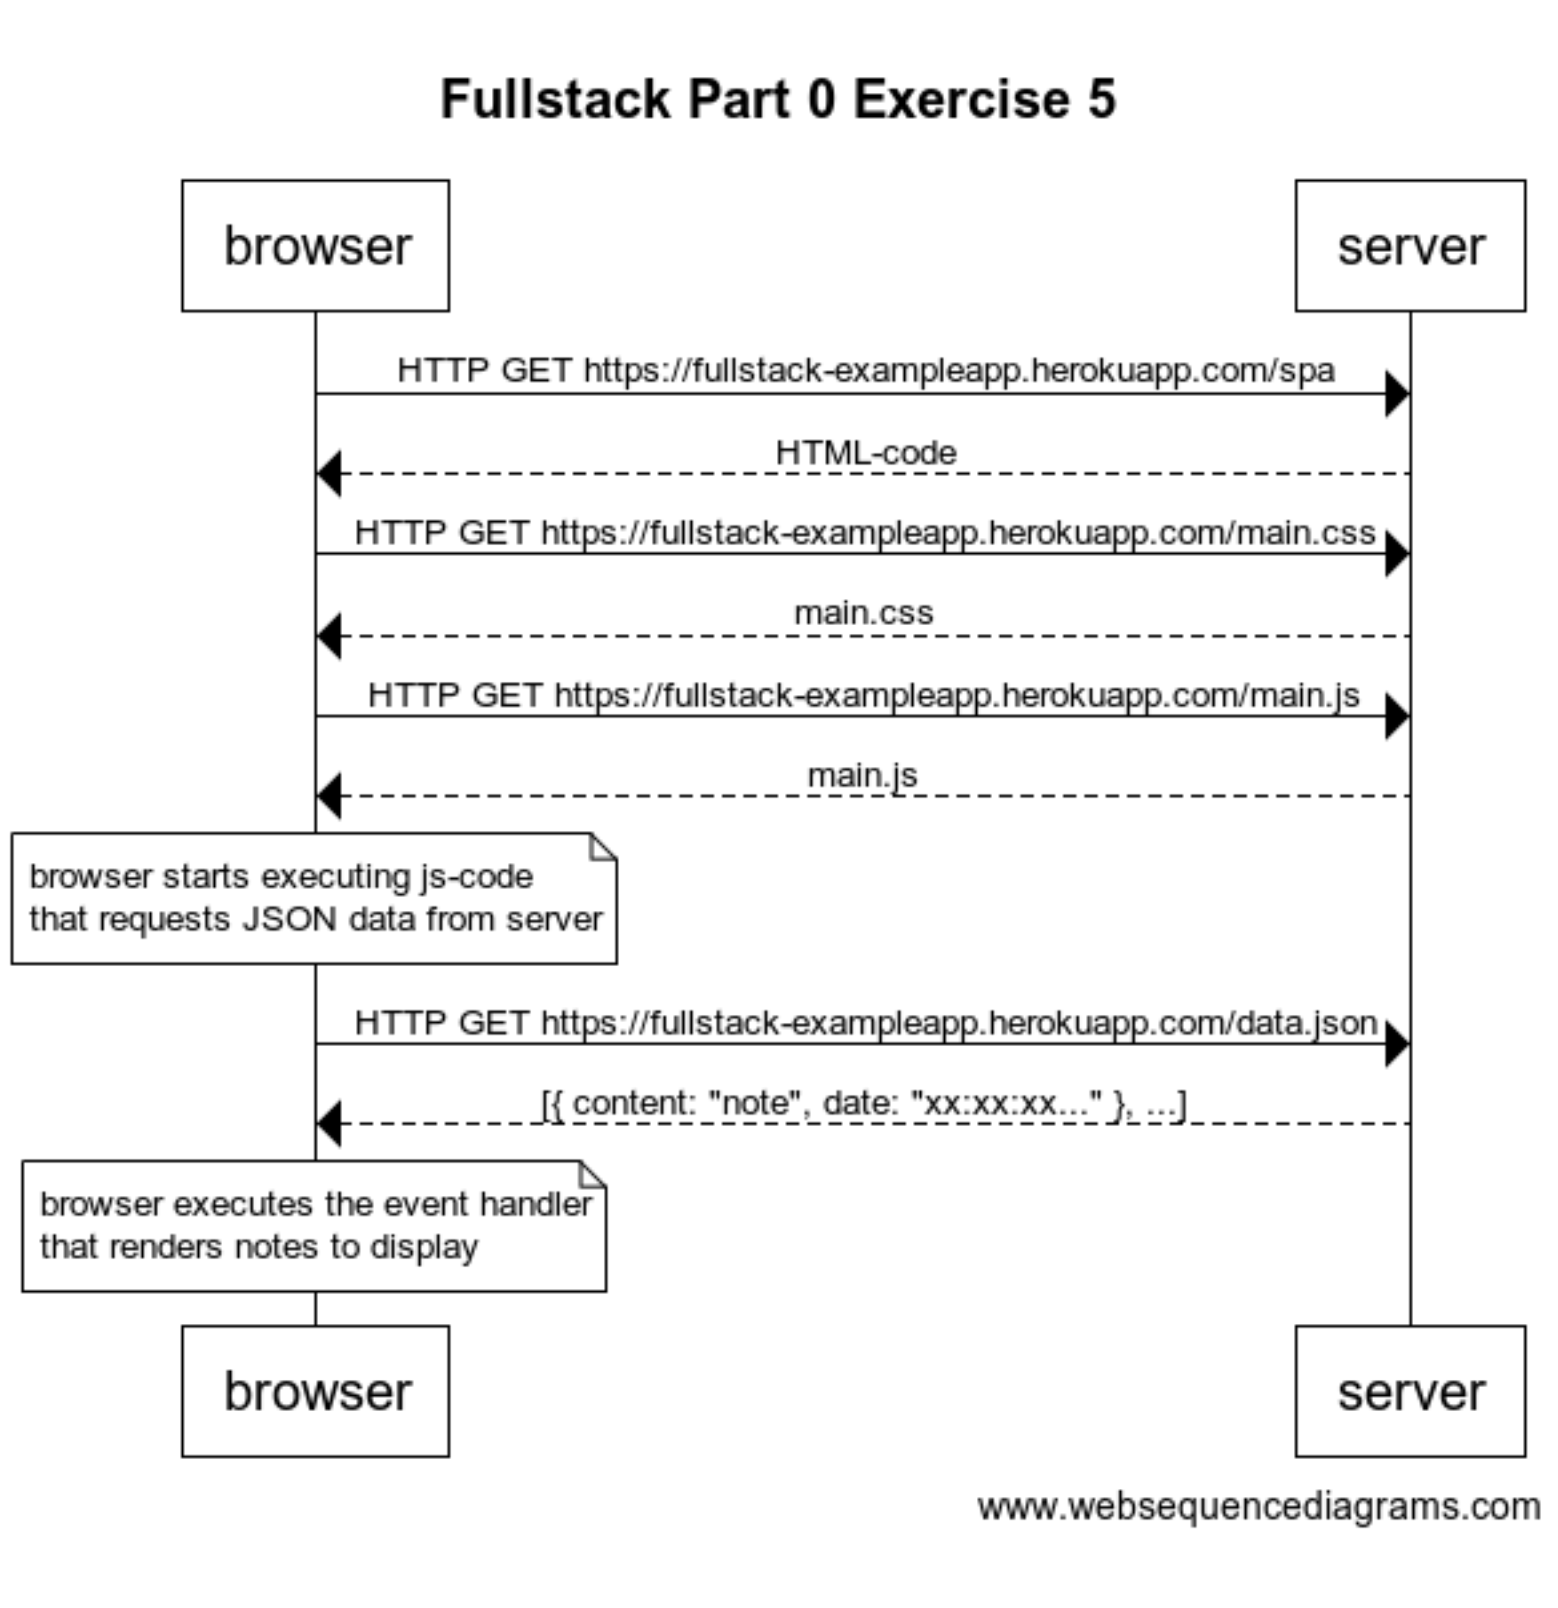 Fullstack Part 0 Exercise 5
browser
server
HTTP GET https://fullstack-exampleapp.herokuapp.com/spa
HTML-code
HTTP GET https://fullstack-exampleapp.herokuapp.com/main.css
main.css
HTTP GET https://fullstack-exampleapp.herokuapp.com/main.js
main.js
browser starts executing js-code
that requests JSON data from server
HTTP GET https://fullstack-exampleapp.herokuapp.com/data.json
[{ content: "note", date: "xx:xx:xx..." }, ...]
browser executes the event handler
that renders notes to display
browser
server
www.websequencediagrams.com